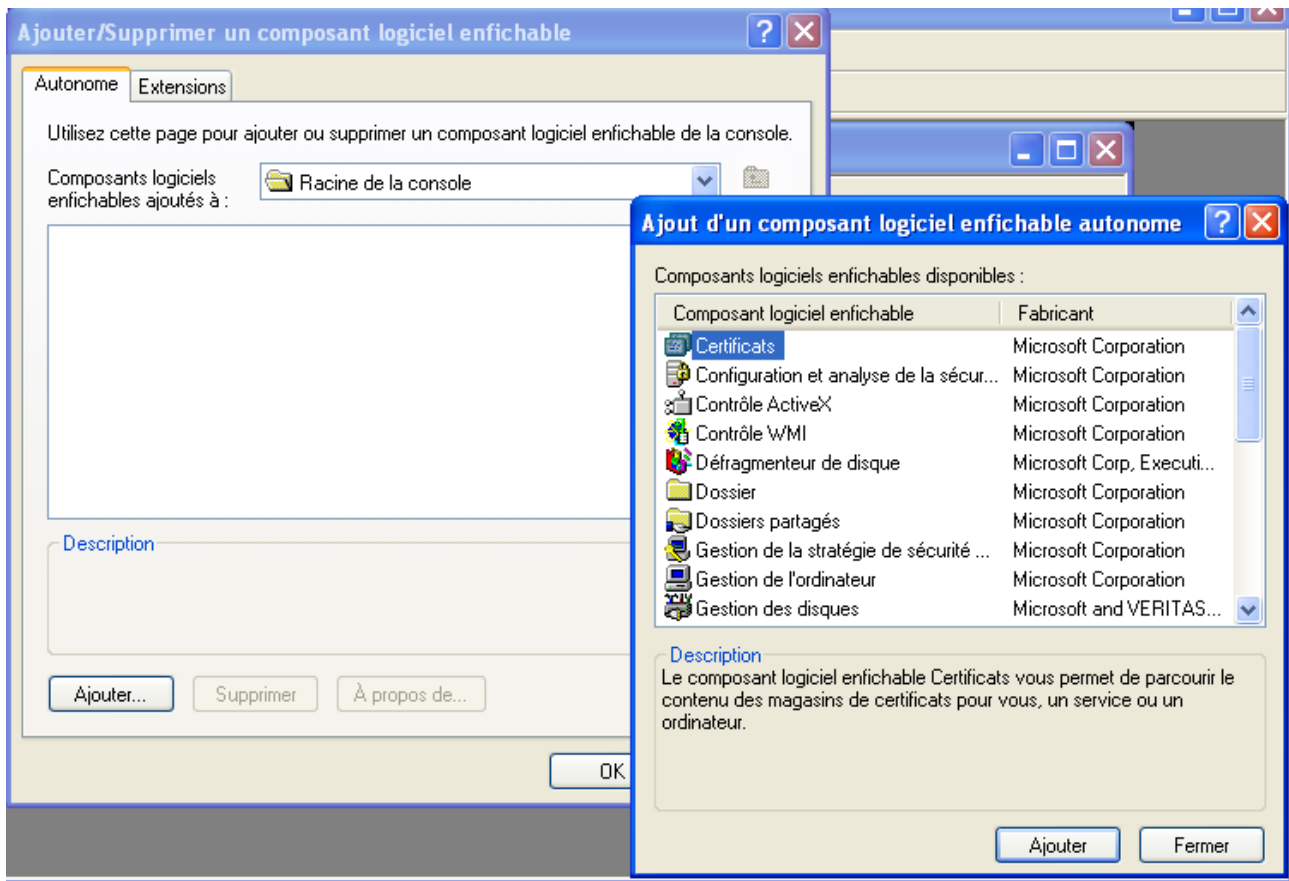 Ajouter/Supprimer un composant logiciel enfichable
Autonome
Extensions
Utilisez cette page pour ajouter ou supprimer un composant logiciel enfichable de la console.
Composants logiciels
enfichables ajoutés à :
Racine de la console
Description
Ajouter...
Supprimer
À propos de...
OK
Ajout d'un composant logiciel enfichable autonome
Composants logiciels enfichables disponibles :
Composant logiciel enfichable Fabricant
Certificats Microsoft Corporation
Configuration et analyse de la sécur... Microsoft Corporation
Contrôle ActiveX Microsoft Corporation
Contrôle WMI Microsoft Corporation
Défragmenteur de disque Microsoft Corp, Executi...
Dossier Microsoft Corporation
Dossiers partagés Microsoft Corporation
Gestion de la stratégie de sécurité ... Microsoft Corporation
Gestion de l'ordinateur Microsoft Corporation
Gestion des disques Microsoft and VERITAS...
Description
Le composant logiciel enfichable Certificats vous permet de parcourir le
contenu des magasins de certificats pour vous, un service ou un
ordinateur.
Ajouter
Fermer